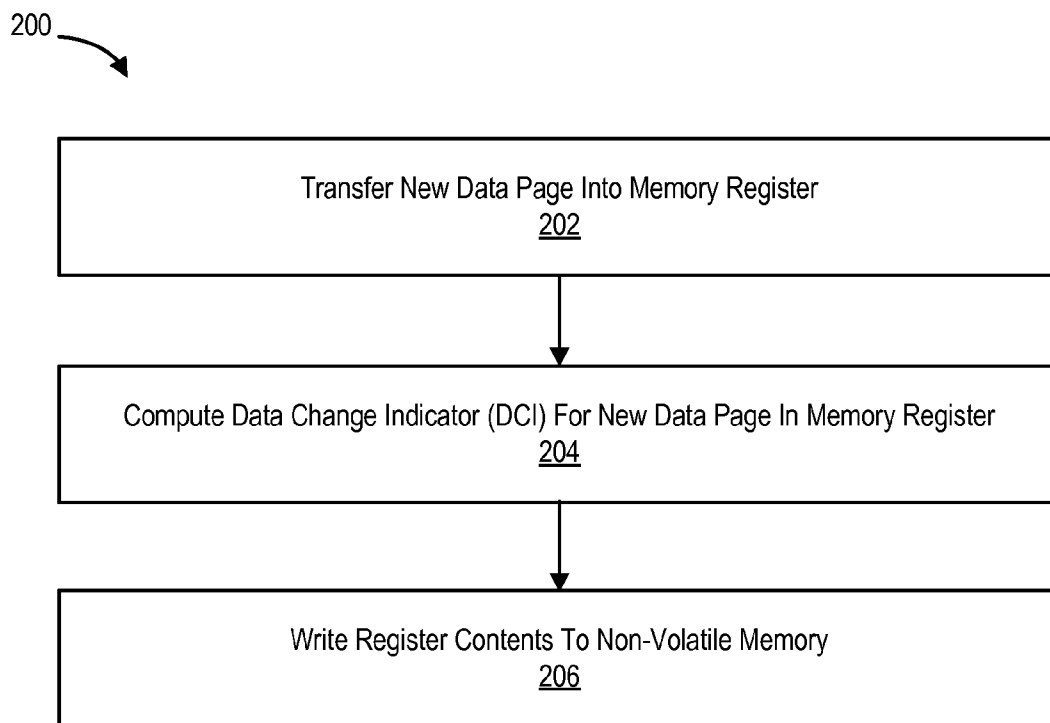 200
Transfer New Data Page Into Memory Register
202
Compute Data Change Indicator (DCI) For New Data Page In Memory Register
204
Write Register Contents To Non-Volatile Memory
206